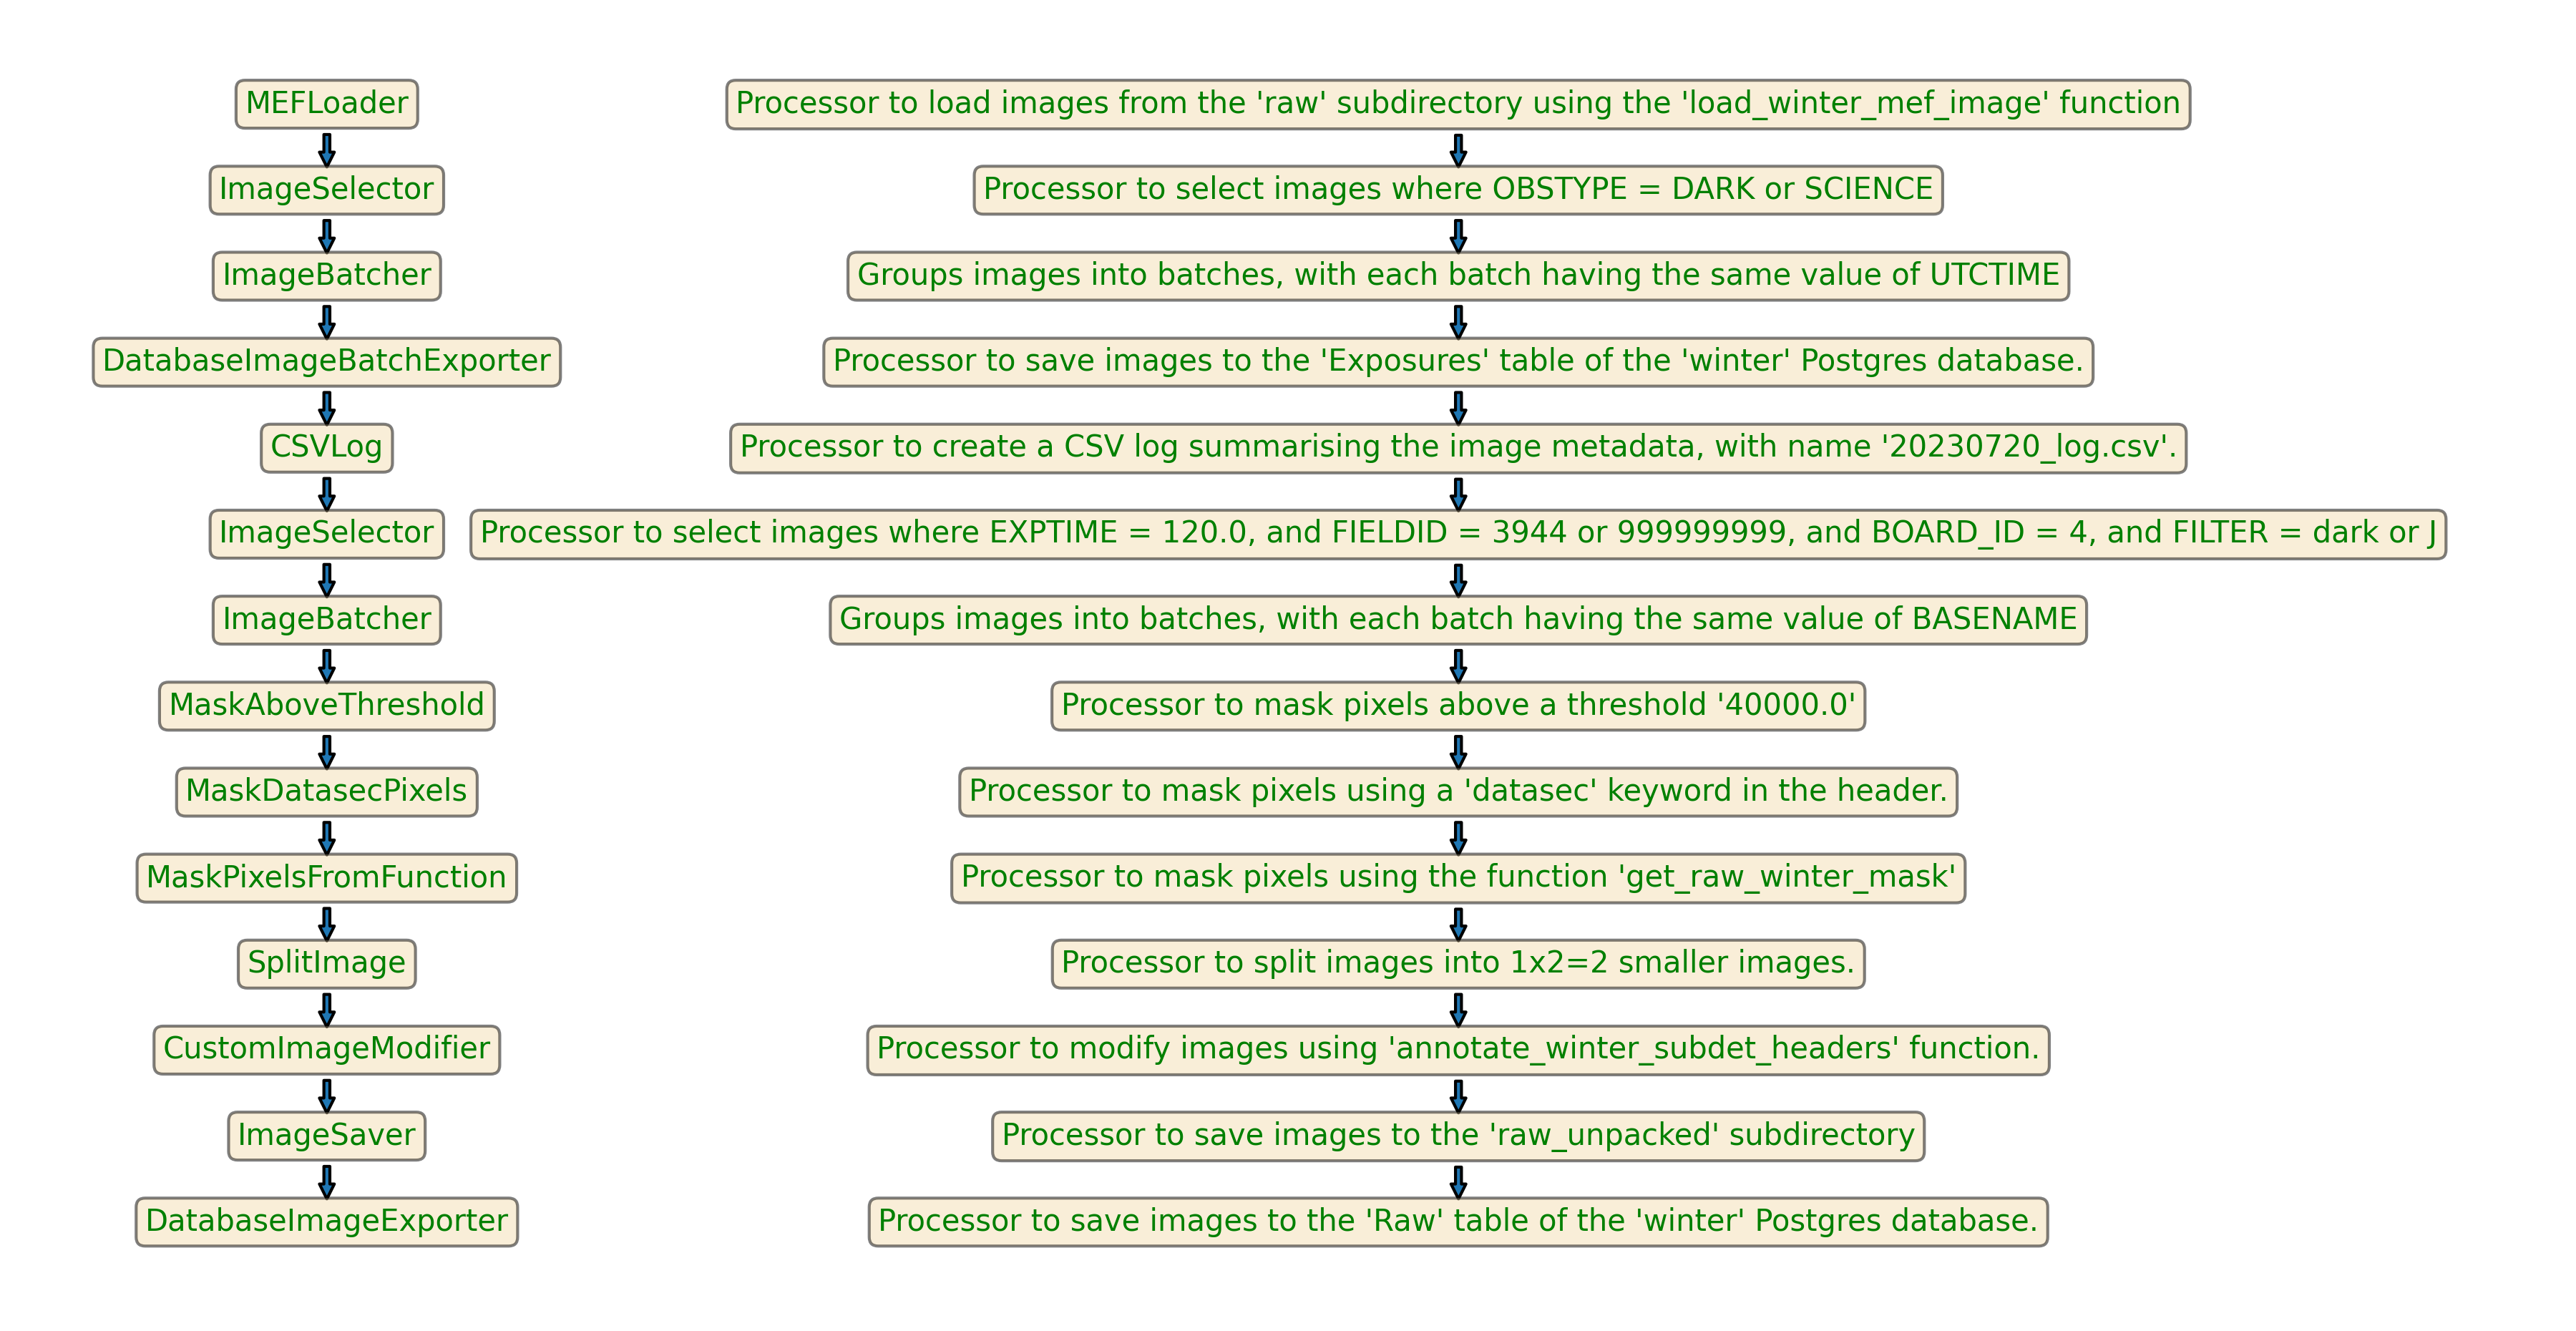 MEFLoader
Processor to load images from the 'raw' subdirectory using the 'load_winter_mef_image' function
ImageSelector
Processor to select images where OBSTYPE = DARK or SCIENCE
ImageBatcher
Groups images into batches, with each batch having the same value of UTCTIME
DatabaseImageBatchExporter
Processor to save images to the 'Exposures' table of the 'winter' Postgres database.
CSVLog
Processor to create a CSV log summarising the image metadata, with name '20230720_log.csv'.
ImageSelector
Processor to select images where EXPTIME = 120.0, and FIELDID = 3944 or 999999999, and BOARD_ID = 4, and FILTER = dark or J
ImageBatcher
Groups images into batches, with each batch having the same value of BASENAME
MaskAboveThreshold
Processor to mask pixels above a threshold '40000.0'
MaskDatasecPixels
Processor to mask pixels using a 'datasec' keyword in the header.
MaskPixelsFromFunction
Processor to mask pixels using the function 'get_raw_winter_mask'
SplitImage
Processor to split images into 1x2=2 smaller images.
CustomImageModifier
Processor to modify images using 'annotate_winter_subdet_headers' function.
ImageSaver
Processor to save images to the 'raw_unpacked' subdirectory
DatabaseImageExporter
Processor to save images to the 'Raw' table of the 'winter' Postgres database.